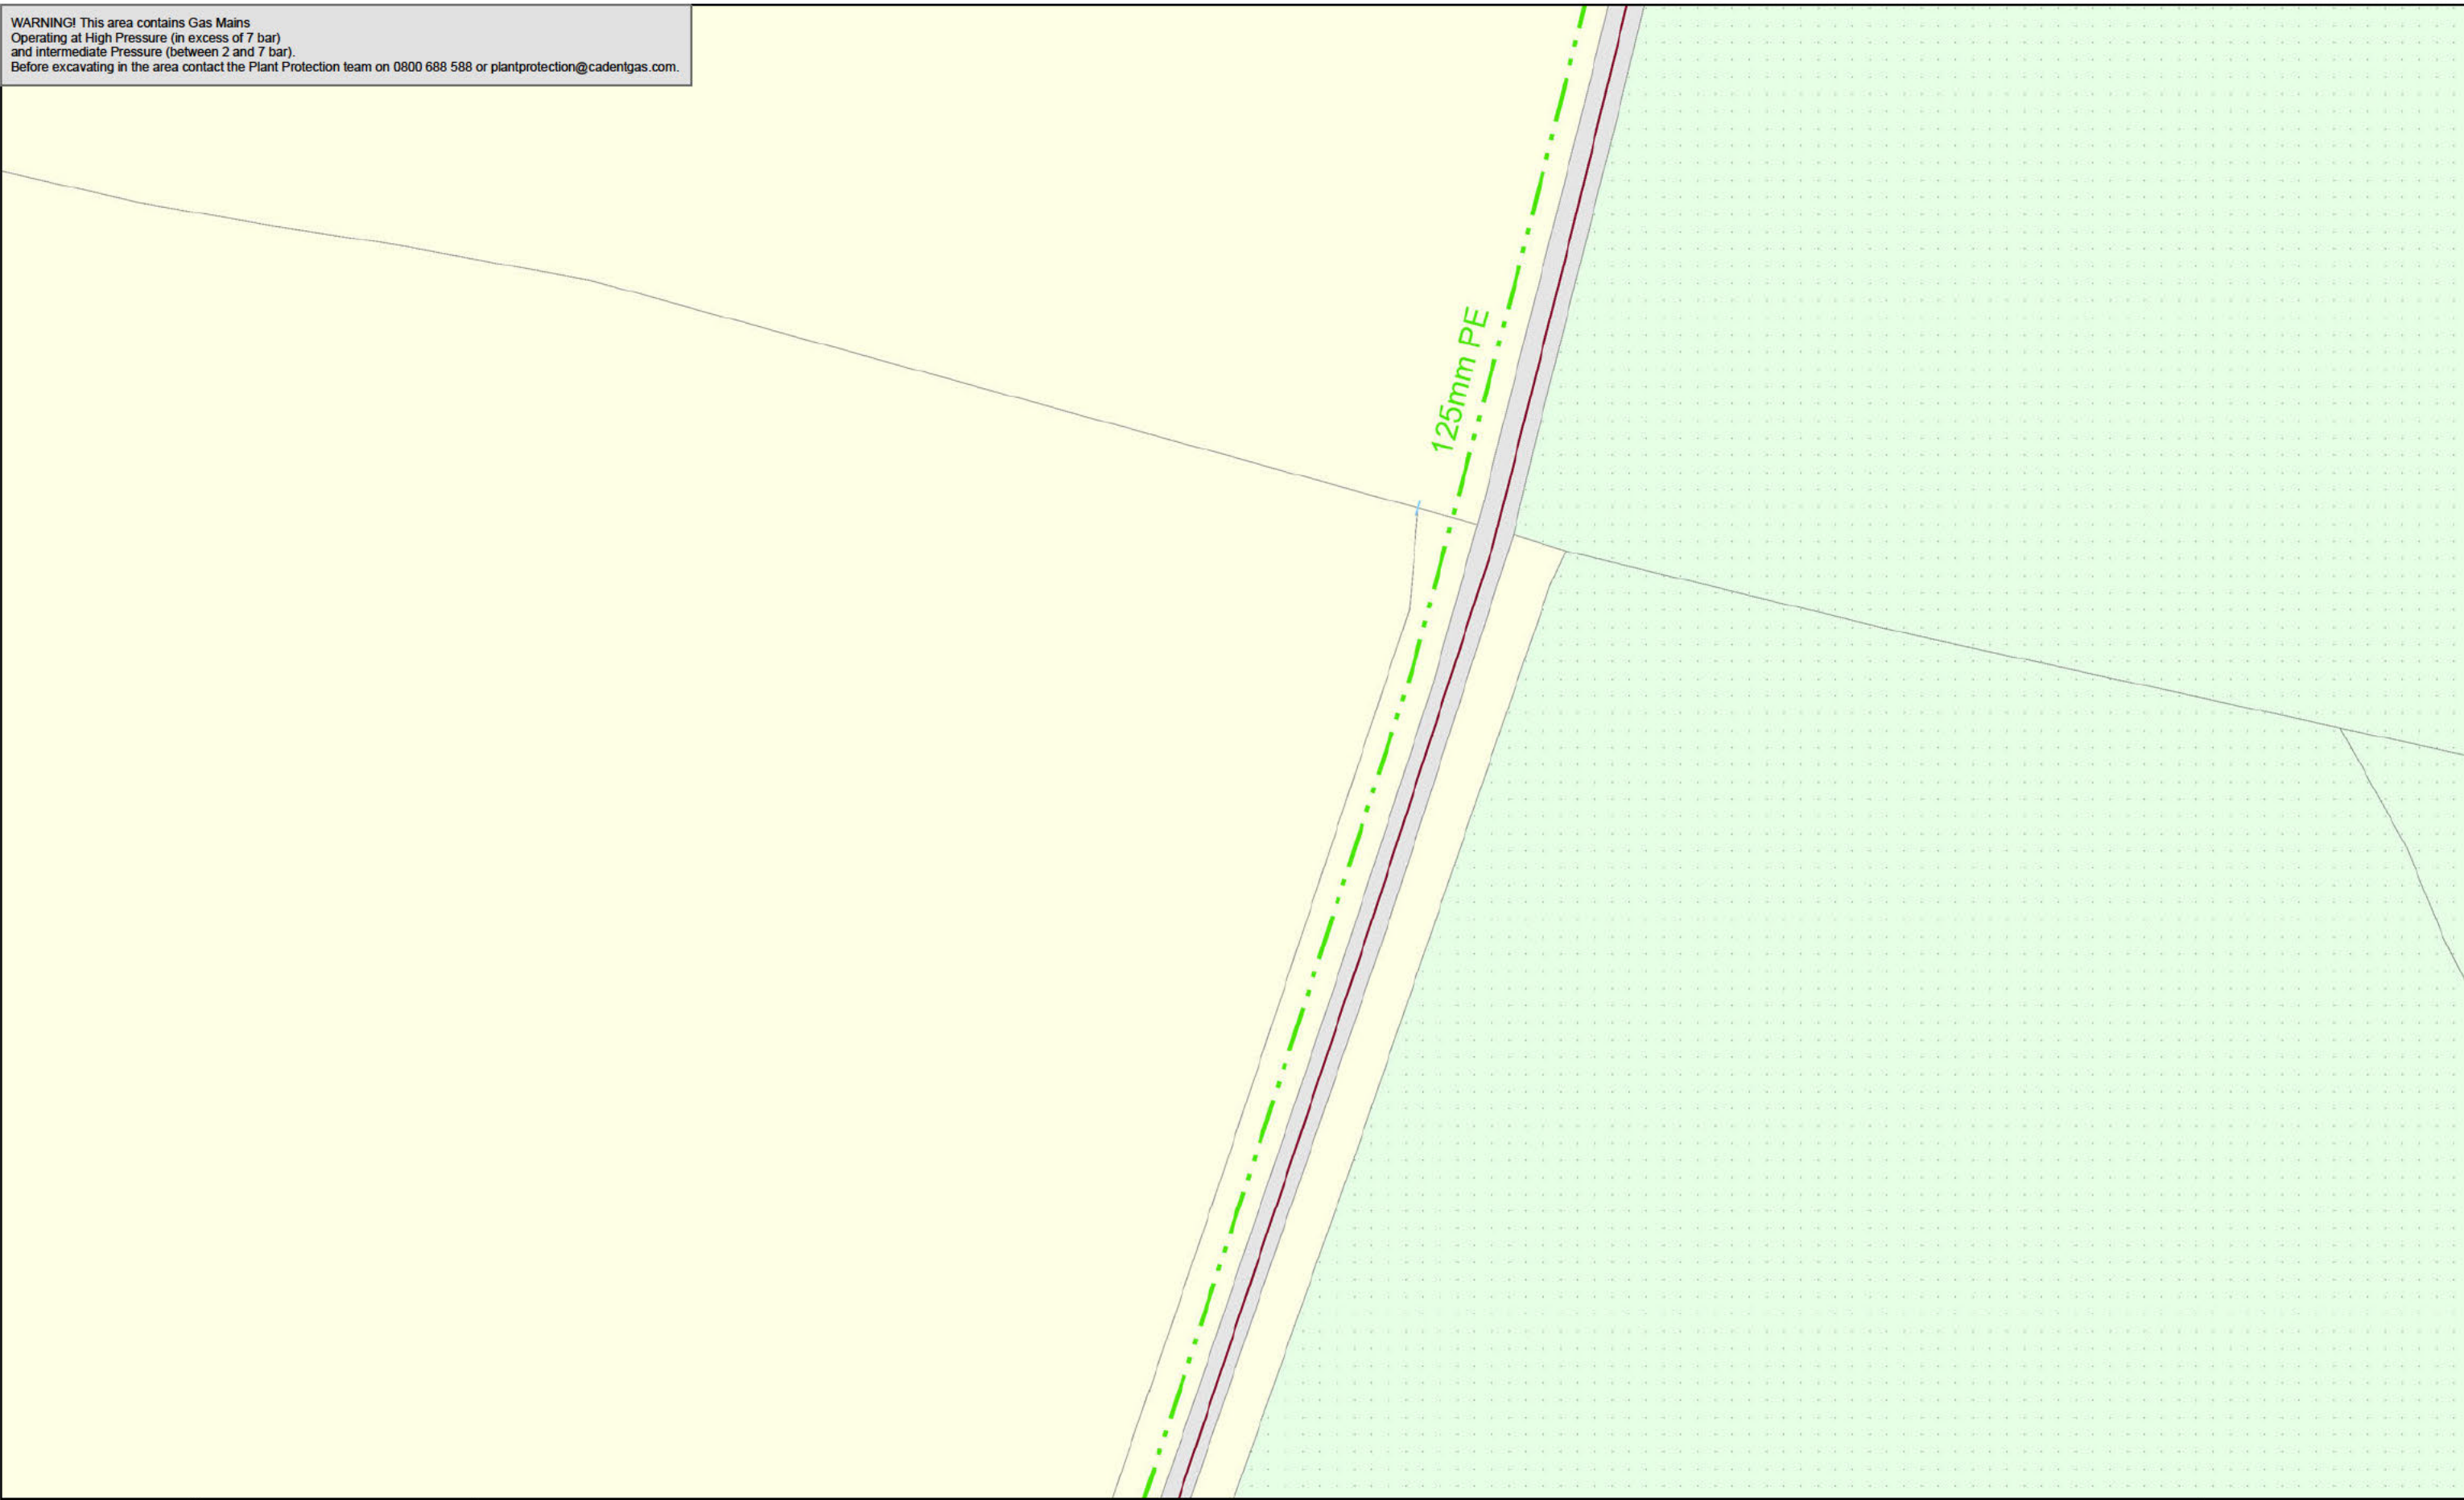 WARNING! This area contains Gas Mains
Operating at High Pressure (in excess of 7 bar)
and intermediate Pressure (between 2 and 7 bar).
Before excavating in the area contact the Plant Protection team on 0800 688 588 or plantprotection@cadentgas.com.
125mm PE